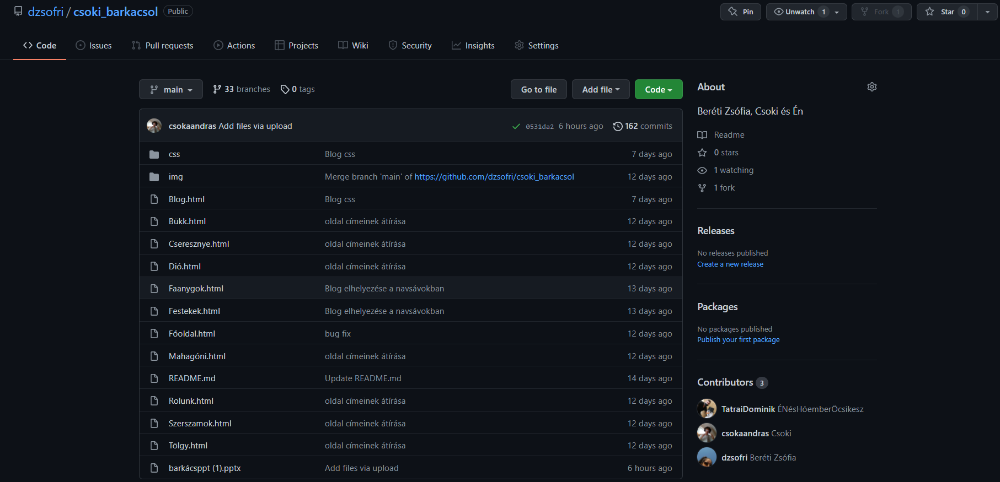 dzsofri / csoki_barkacsol Public
Pin Unwatch 1 Fork 1 Star 0
Code Issues Pull requests Actions Projects Wiki Security Insights Settings
main 33 branches 0 tags Go to file Add file Code
csokaandras Add files via upload 0531da2 6 hours ago 162 commits
css Blog css 7 days ago
img Merge branch 'main' of https://github.com/dzsofri/csoki_barkacsol 12 days ago
Blog.html Blog css 7 days ago
Bükk.html oldal címeinek átírása 12 days ago
Cseresznye.html oldal címeinek átírása 12 days ago
Dió.html oldal címeinek átírása 12 days ago
Faanygok.html Blog elhelyezése a navsávokban 13 days ago
Festekek.html Blog elhelyezése a navsávokban 13 days ago
Főoldal.html bug fix 12 days ago
Mahagóni.html oldal címeinek átírása 12 days ago
README.md Update README.md 14 days ago
Rolunk.html oldal címeinek átírása 12 days ago
Szerszamok.html oldal címeinek átírása 12 days ago
Tölgy.html oldal címeinek átírása 12 days ago
barkácsppt (1).pptx Add files via upload 6 hours ago
About
Beréti Zsófia, Csoki és Én
Readme
0 stars
1 watching
1 fork
Releases
No releases published
Create a new release
Packages
No packages published
Publish your first package
Contributors 3
TatraiDominik ÉNésHóemberÖcsikesz
csokaandras Csoki
dzsofri Beréti Zsófia